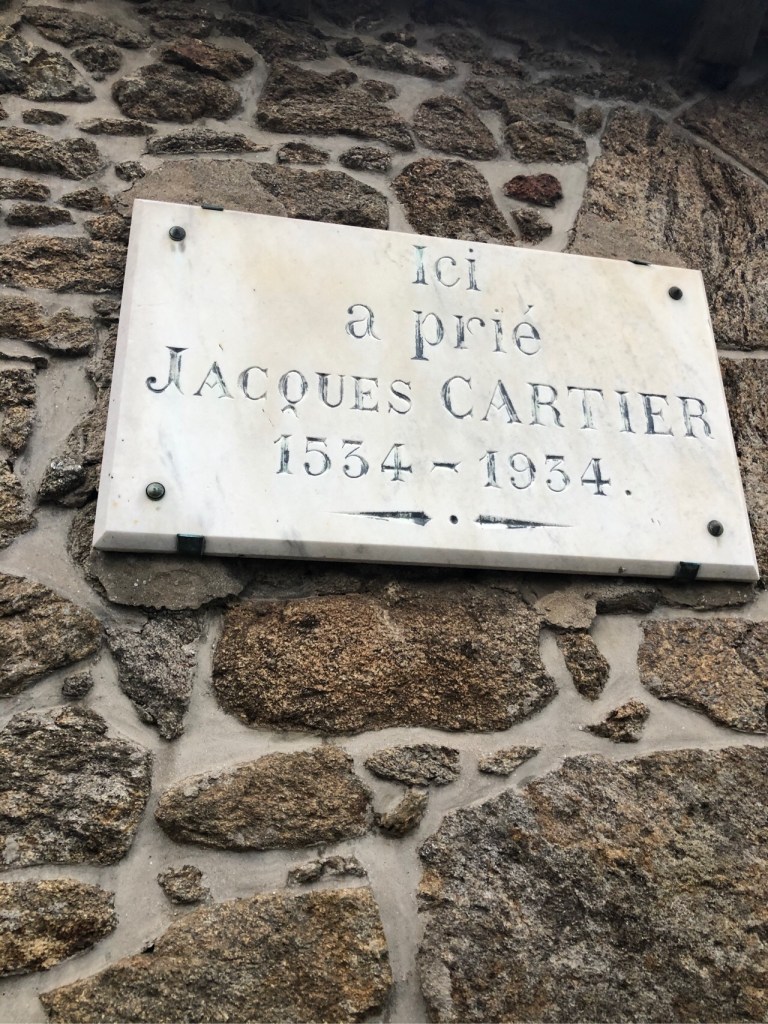 Ici
a prié
JACQUES CARTIER
1534 - 1934.